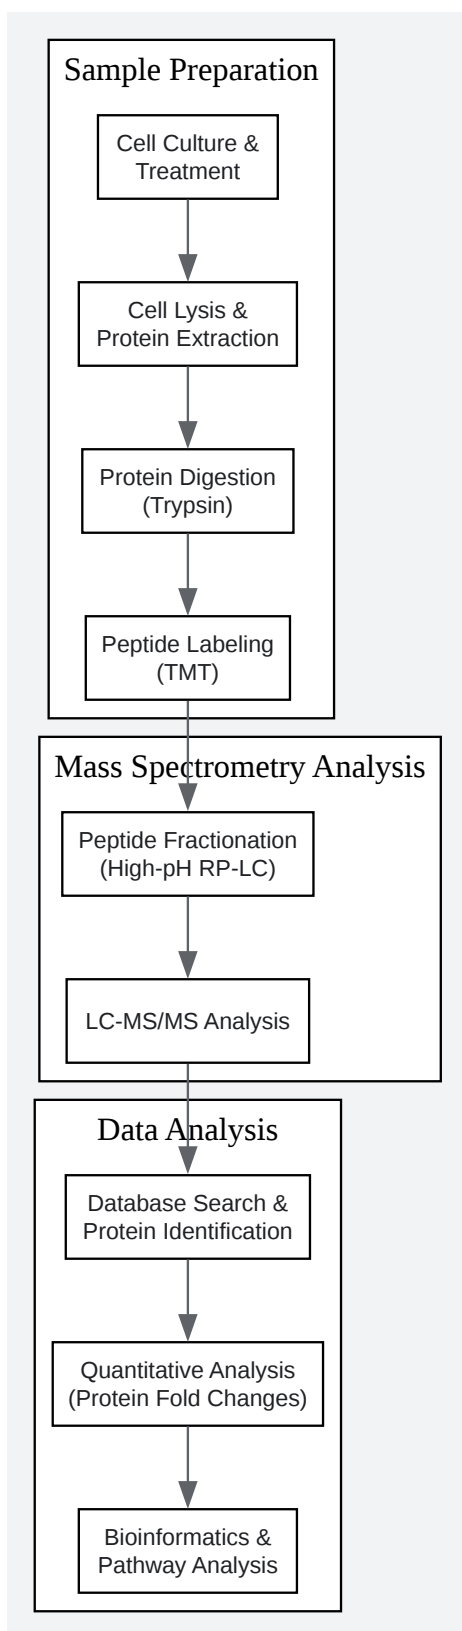 Sample Preparation
Cell Culture &
Treatment
Cell Lysis &
Protein Extraction
Protein Digestion
(Trypsin)
Peptide Labeling
(TMT)
Mass Spectrometry Analysis
Peptide Fractionation
(High-pH RP-LC)
LC-MS/MS Analysis
Data Analysis
Database Search &
Protein Identification
Quantitative Analysis
(Protein Fold Changes)
Bioinformatics &
Pathway Analysis